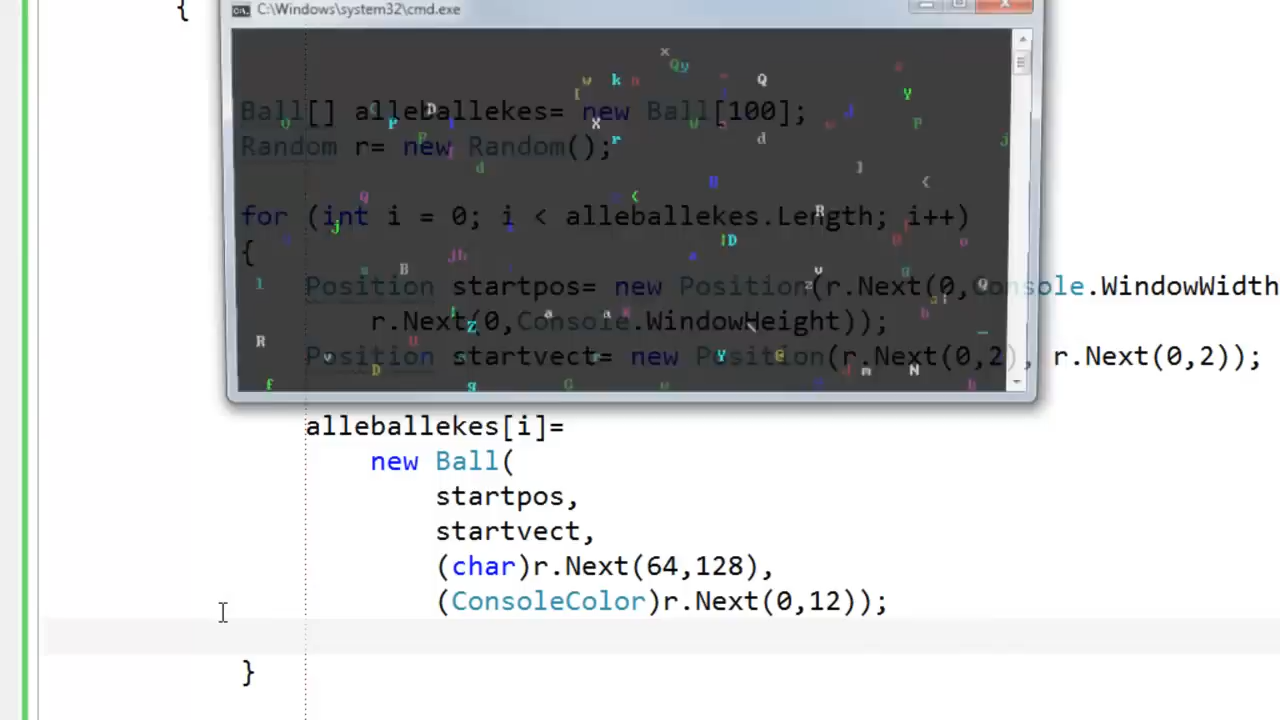 {
C:\Windows\system32\cmd.exe
Ball[] alleballekes= new Ball[100];
Random r= new Random();
for (int i = 0; i < alleballekes.Length; i++)
{
Position startpos= new Position(r.Next(0,Console.WindowWidth
r.Next(0,Console.WindowHeight));
Position startvect= new Position(r.Next(0,2), r.Next(0,2));
alleballekes[i]=
new Ball(
startpos,
startvect,
(char)r.Next(64,128),
(ConsoleColor)r.Next(0,12));
}